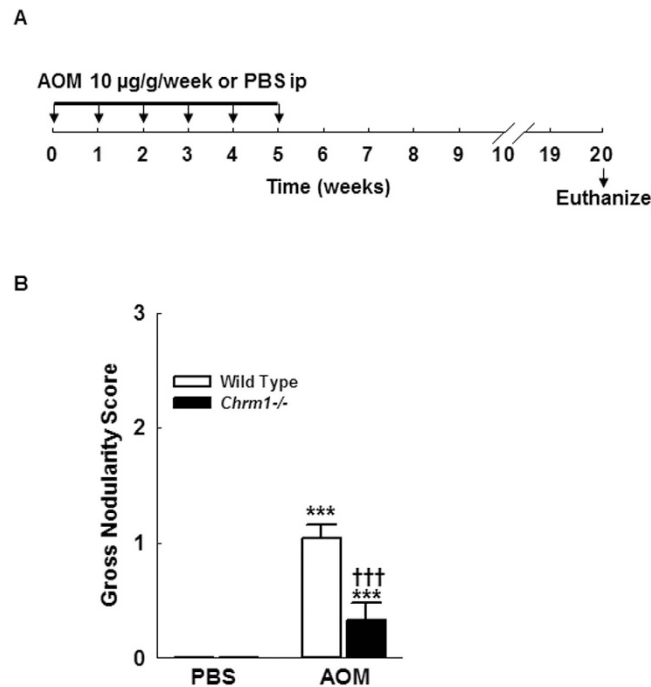 A
AOM 10 µg/g/week or PBS ip
0 1 2 3 4 5 6 7 8 9 10 19 20
Time (weeks)
Euthanize
B
Gross Nodularity Score
3
2
1
0
Wild Type
Chrm1-/-
***
†††
***
PBS AOM